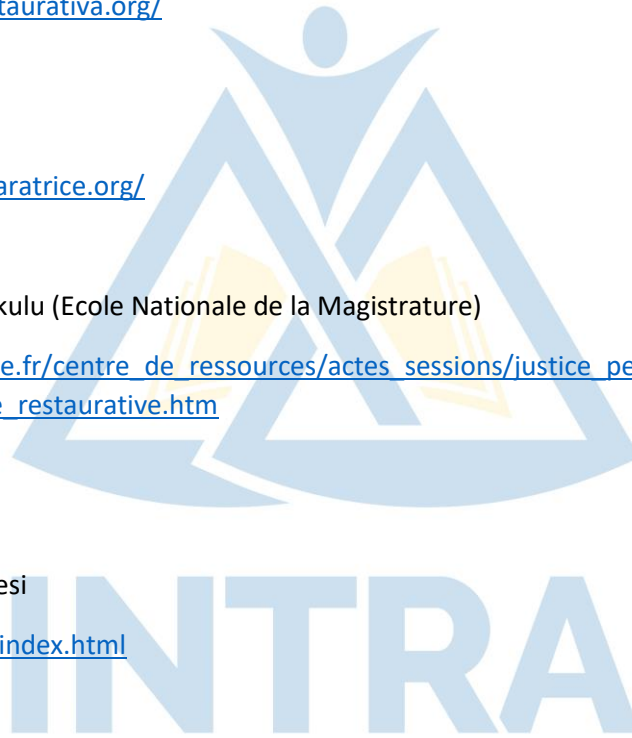 taurativa.org/
aratrice.org/
kulu (Ecole Nationale de la Magistrature)
e.fr/centre_de_ressources/actes_sessions/justice_pe
e_restaurative.htm
esi
index.html
INTRA